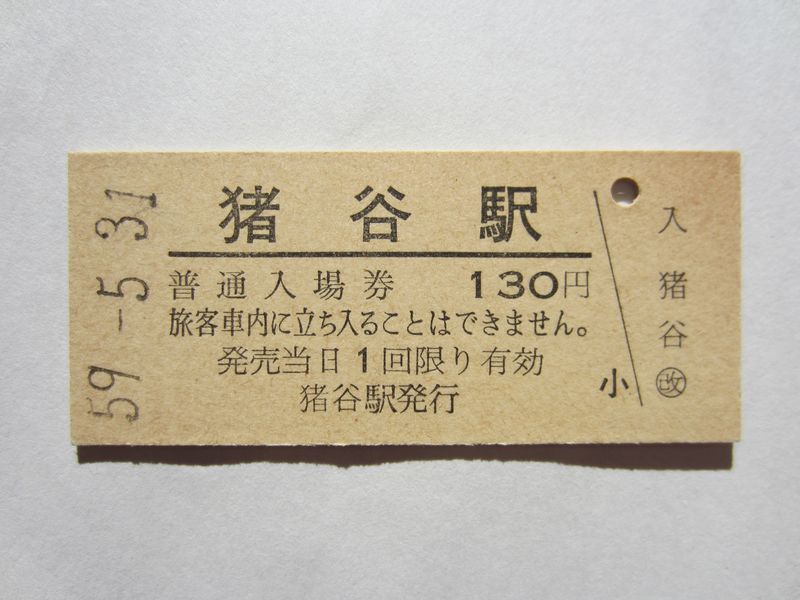 59-5.31
猪谷駅
普通入場券 130円
旅客車内に立ち入ることはできません。
発売当日1回限り有効
猪谷駅発行
小
入
猪
谷
改